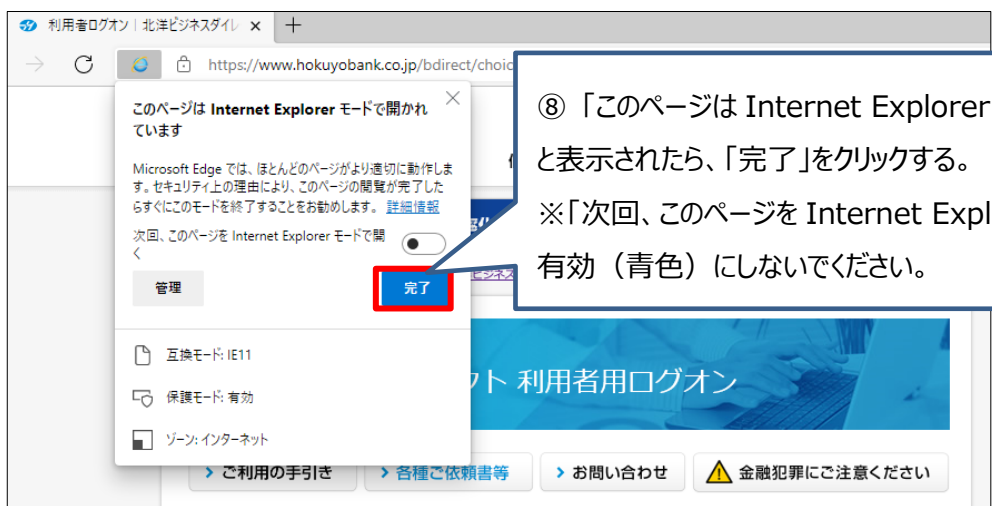 利用者ログオン｜北洋ビジネスダイレ
https://www.hokuyobank.co.jp/bdirect/choic
このページは Internet Explorer モードで開かれ
ています
Microsoft Edge では、ほとんどのページがより適切に動作しま
す。セキュリティ上の理由により、このページの閲覧が完了した
らすぐにこのモードを終了することをお勧めします。 詳細情報
次回、このページを Internet Explorer モードで開
く
管理
完了
互換モード: IE11
保護モード: 有効
ゾーン: インターネット
⑧「このページは Internet Explorer
と表示されたら、「完了」をクリックする。
※「次回、このページを Internet Expl
有効（青色）にしないでください。
ビジネス
クト 利用者用ログオン
ご利用の手引き
各種ご依頼書等
お問い合わせ
金融犯罪にご注意ください